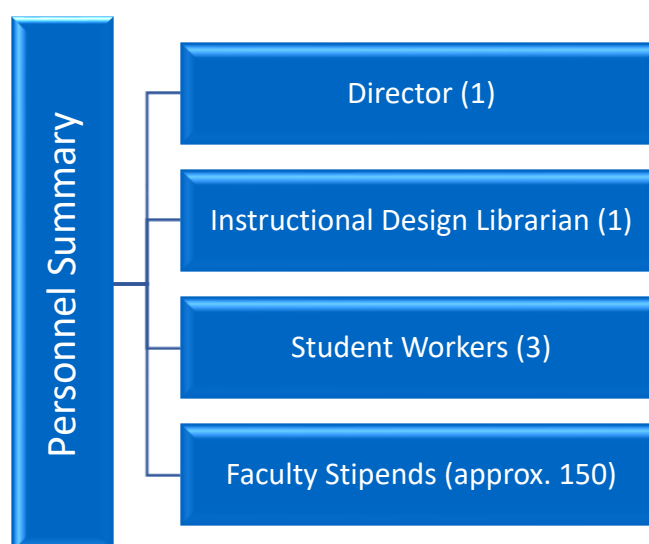 Personnel Summary
Director (1)
Instructional Design Librarian (1)
Student Workers (3)
Faculty Stipends (approx. 150)